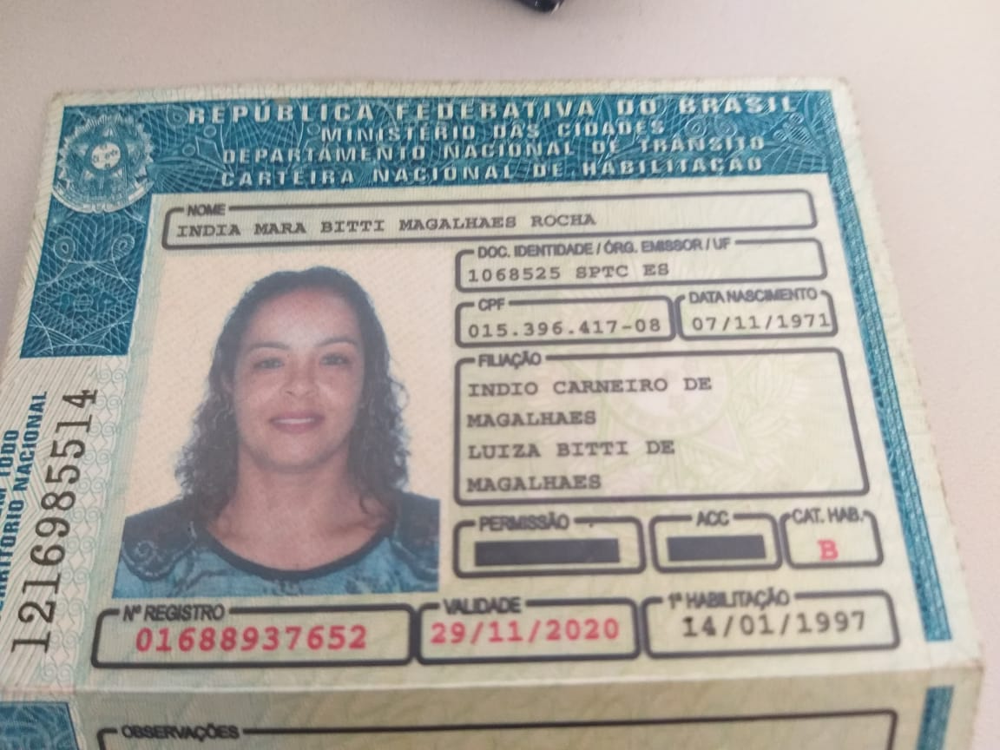 REPÚBLICA FEDERATIVA DO BRASIL
MINISTÉRIO DAS CIDADES
DEPARTAMENTO NACIONAL DE TRÂNSITO
CARTEIRA NACIONAL DE HABILITAÇÃO
NOME
INDIA MARA BITTI MAGALHAES ROCHA
DOC. IDENTIDADE / ÓRG. EMISSOR / UF
1068525 SPTC ES
CPF
015.396.417-08
DATA NASCIMENTO
07/11/1971
FILIAÇÃO
INDIO CARNEIRO DE
MAGALHAES
LUIZA BITTI DE
MAGALHAES
PERMISSÃO
ACC
CAT. HAB.
B
Nº REGISTRO
01688937652
VALIDADE
29/11/2020
1ª HABILITAÇÃO
14/01/1997
TODO
NACIONAL
1216985514
OBSERVAÇÕES